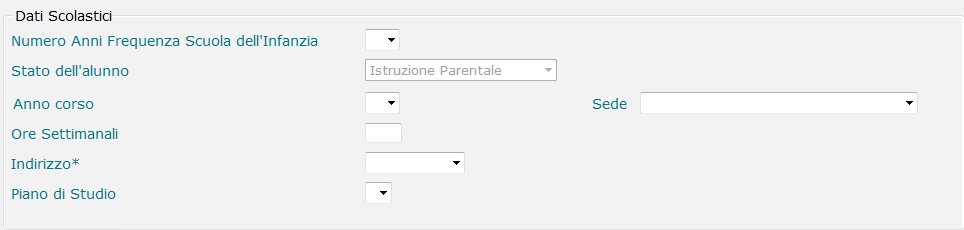 Dati Scolastici
Numero Anni Frequenza Scuola dell'Infanzia
Stato dell'alunno Istruzione Parentale
Anno corso Sede
Ore Settimanali
Indirizzo*
Piano di Studio